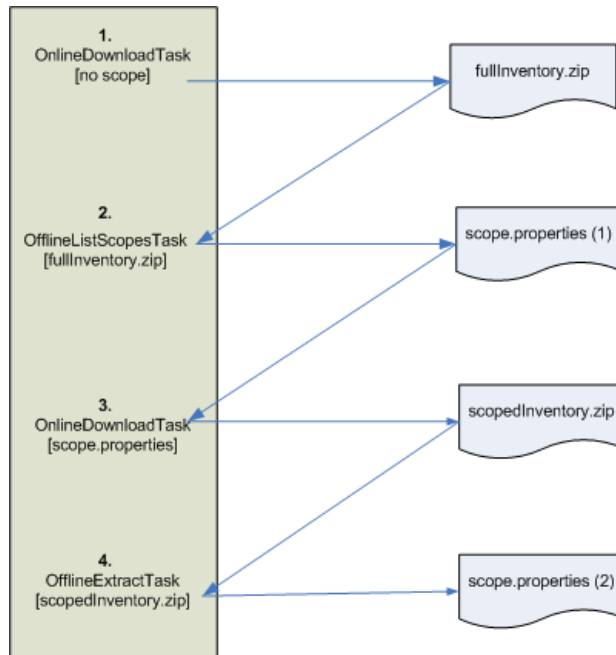 1.
OnlineDownloadTask
[no scope]
fullInventory.zip
2.
OfflineListScopesTask
[fullInventory.zip]
scope.properties (1)
3.
OnlineDownloadTask
[scope.properties]
scopedInventory.zip
4.
OfflineExtractTask
[scopedInventory.zip]
scope.properties (2)